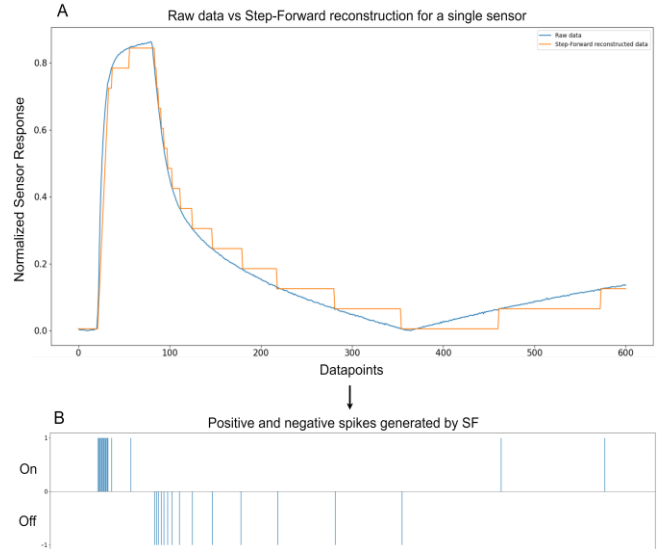 A
Raw data vs Step-Forward reconstruction for a single sensor
Raw data
Step-Forward reconstructed data
Normalized Sensor Response
0.8
0.6
0.4
0.2
0.0
0 100 200 300 400 500 600
Datapoints
B
Positive and negative spikes generated by SF
1
On
0
Off
-1